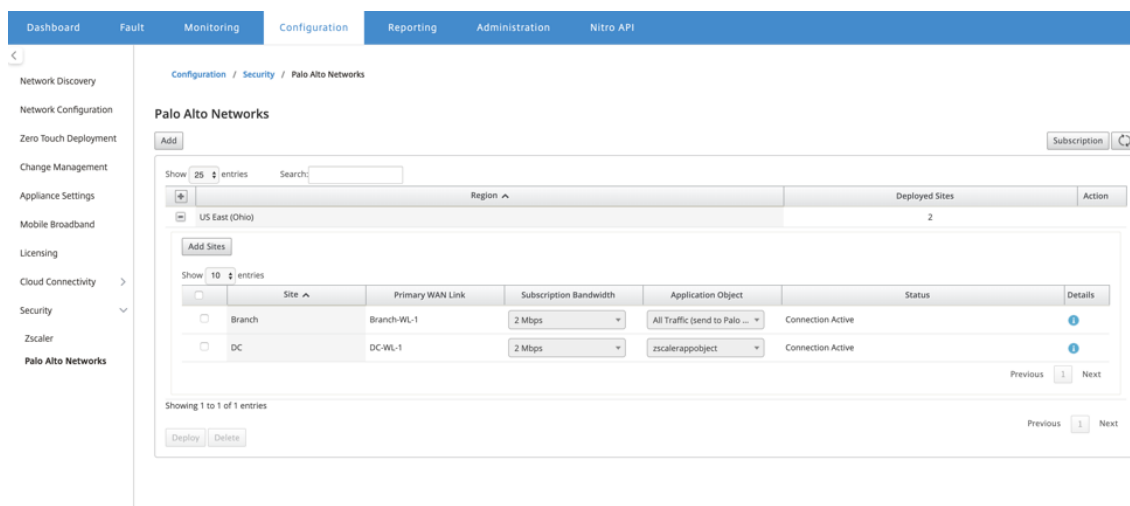 Dashboard Fault Monitoring Configuration Reporting Administration Nitro API
Network Discovery
Network Configuration
Zero Touch Deployment
Change Management
Appliance Settings
Mobile Broadband
Licensing
Cloud Connectivity
Security
Zscaler
Palo Alto Networks
Configuration / Security / Palo Alto Networks
Palo Alto Networks
Add
Subscription
Show 25 entries Search:
Region Deployed Sites Action
US East (Ohio) 2
Add Sites
Show 10 entries
Site Primary WAN Link Subscription Bandwidth Application Object Status Details
Branch Branch-WL-1 2 Mbps All Traffic (send to Palo ... Connection Active
DC DC-WL-1 2 Mbps zscalerappobject Connection Active
Previous 1 Next
Showing 1 to 1 of 1 entries
Previous 1 Next
Deploy Delete